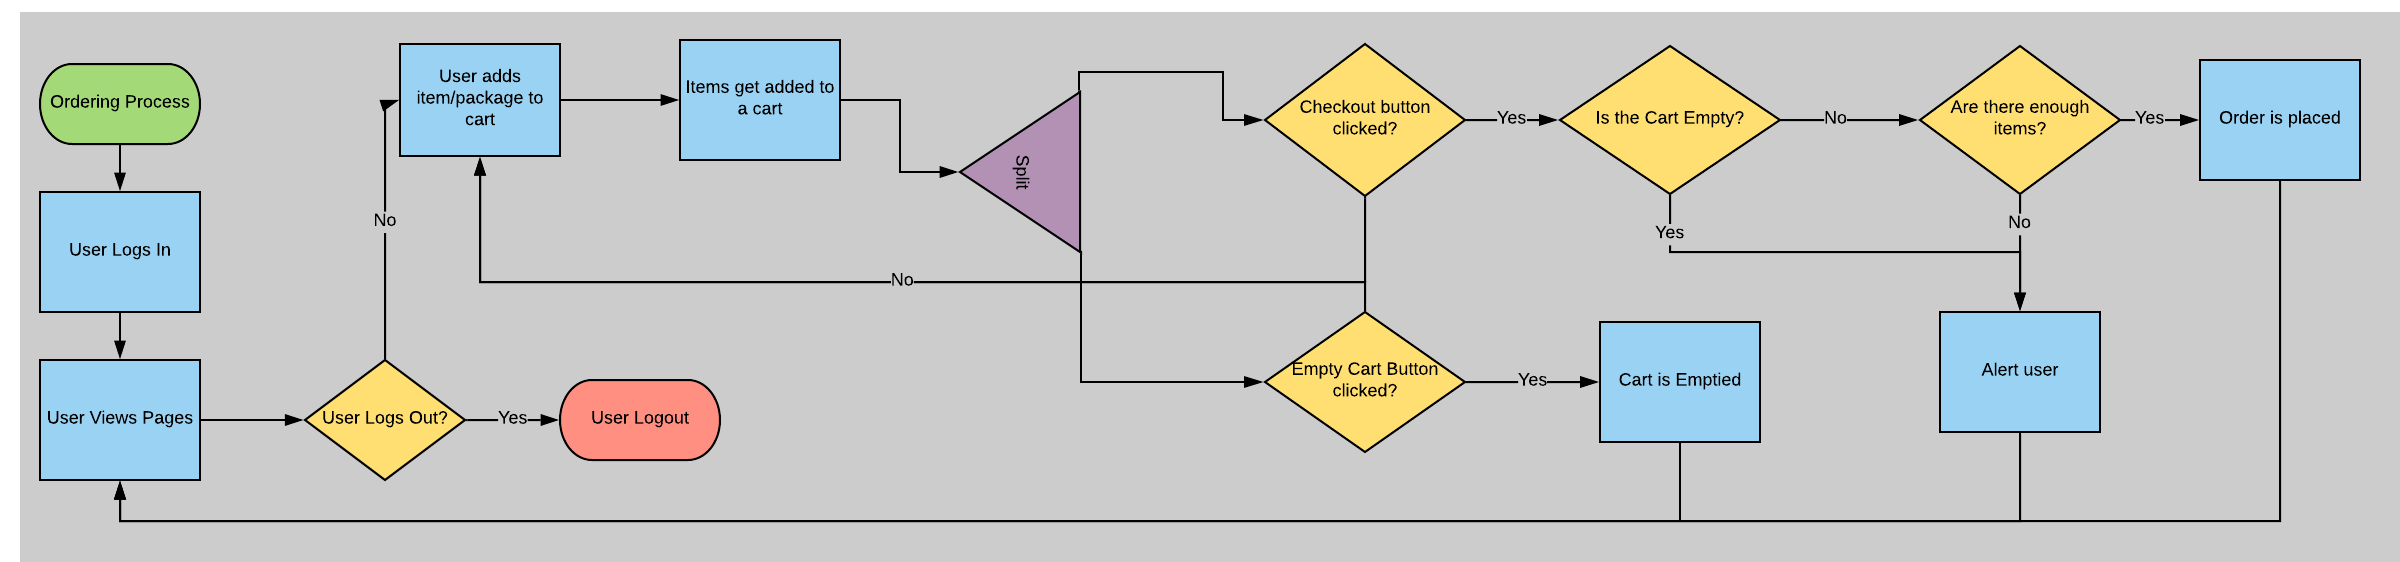 Ordering Process
User Logs In
User Views Pages
User Logs Out?
No
Yes
User Logout
User adds
item/package to
cart
Items get added to
a cart
Split
No
Checkout button
clicked?
Yes
Empty Cart Button
clicked?
Yes
Cart is Emptied
Is the Cart Empty?
Yes
No
Are there enough
items?
No
Yes
Alert user
Order is placed